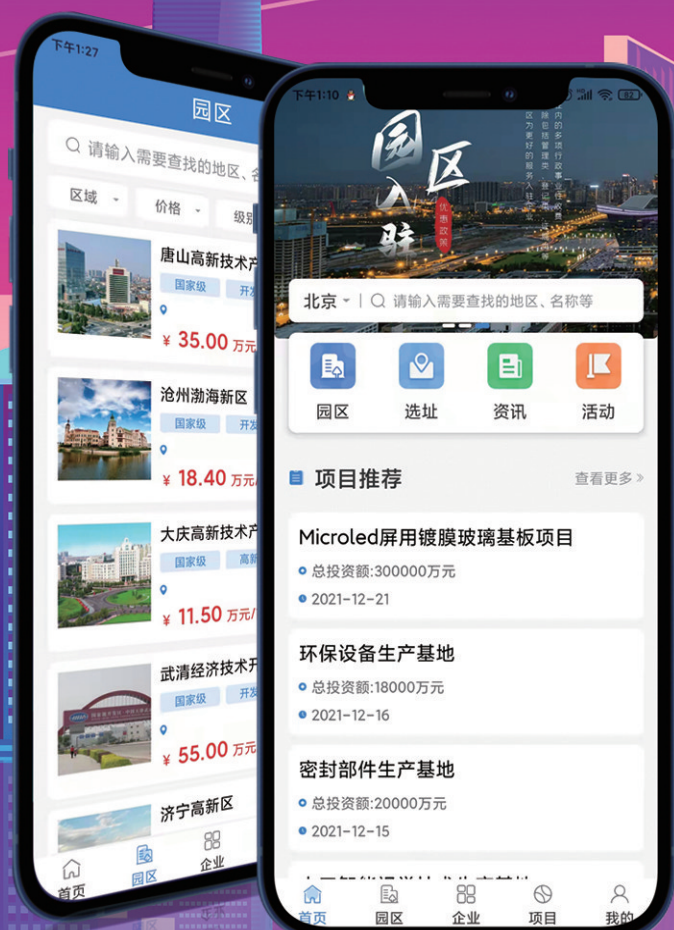 下午1:27
园区
请输入需要查找的地区、
区域
价格
级别
唐山高新技术产
国家级
开发
¥ 35.00 万元
沧州渤海新区
国家级
开发
¥ 18.40 万元/
大庆高新技术产
国家级
高新
¥ 11.50 万元/
武清经济技术开
国家级
开发
¥ 55.00 万元
济宁高新区
首页
园区
企业
下午1:10
82
园区
入驻
优惠政策
北京
请输入需要查找的地区、名称等
园区
选址
资讯
活动
项目推荐
查看更多
Microled屏用镀膜玻璃基板项目
总投资额:300000万元
2021-12-21
环保设备生产基地
总投资额:18000万元
2021-12-16
密封部件生产基地
总投资额:20000万元
2021-12-15
首页
园区
企业
项目
我的